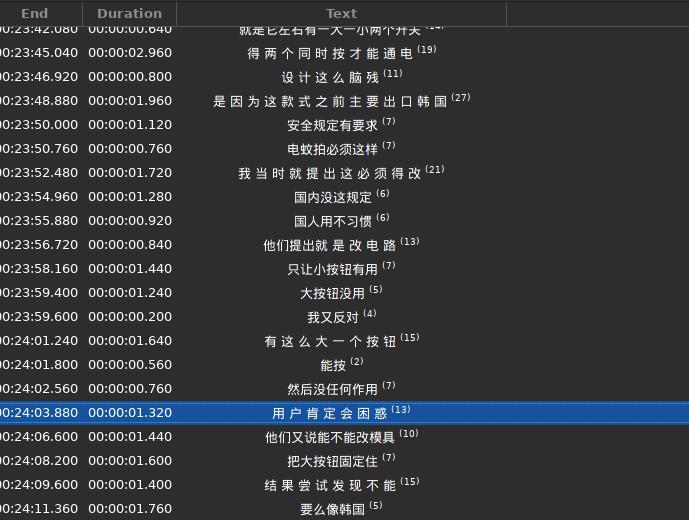 End Duration Text
00:23:42.080 00:00:00.640 就是它左右有一大一小两个开关 (14)
00:23:45.040 00:00:02.960 得 两 个 同 时 按 才 能 通 电 (19)
00:23:46.920 00:00:00.800 设 计 这 么 脑 残 (11)
00:23:48.880 00:00:01.960 是 因 为 这 款 式 之 前 主 要 出 口 韩 国 (27)
00:23:50.000 00:00:01.120 安全规定有要求 (7)
00:23:50.760 00:00:00.760 电蚊拍必须这样 (7)
00:23:52.480 00:00:01.720 我 当 时 就 提 出 这 必 须 得 改 (21)
00:23:54.960 00:00:01.280 国内没这规定 (6)
00:23:55.880 00:00:00.920 国人用不习惯 (6)
00:23:56.720 00:00:00.840 他们提出就 是 改 电 路 (13)
00:23:58.160 00:00:01.440 只让小按钮有用 (7)
00:23:59.400 00:00:01.240 大按钮没用 (5)
00:23:59.600 00:00:00.200 我又反对 (4)
00:24:01.240 00:00:01.640 有 这 么 大 一 个 按 钮 (15)
00:24:01.800 00:00:00.560 能按 (2)
00:24:02.560 00:00:00.760 然后没任何作用 (7)
00:24:03.880 00:00:01.320 用 户 肯 定 会 困 惑 (13)
00:24:06.600 00:00:01.440 他们又说能不能改模具 (10)
00:24:08.200 00:00:01.600 把大按钮固定住 (7)
00:24:09.600 00:00:01.400 结 果 尝 试 发 现 不 能 (15)
00:24:11.360 00:00:01.760 要么像韩国 (5)